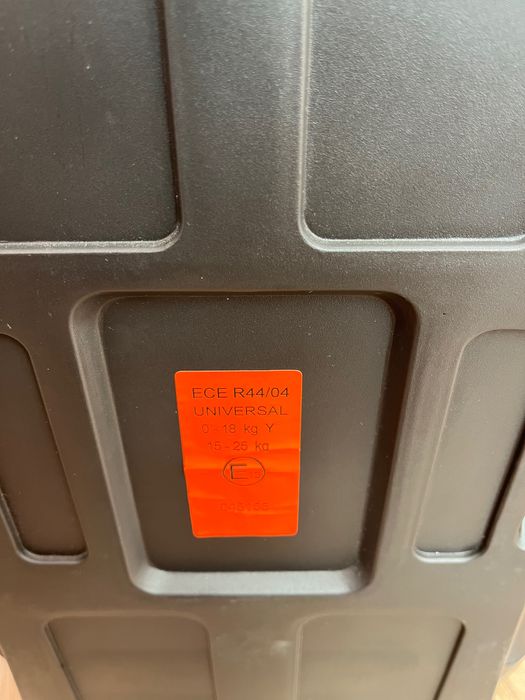 ECE R44/04
UNIVERSAL
0 - 18 kg Y
15 - 25 kg
E